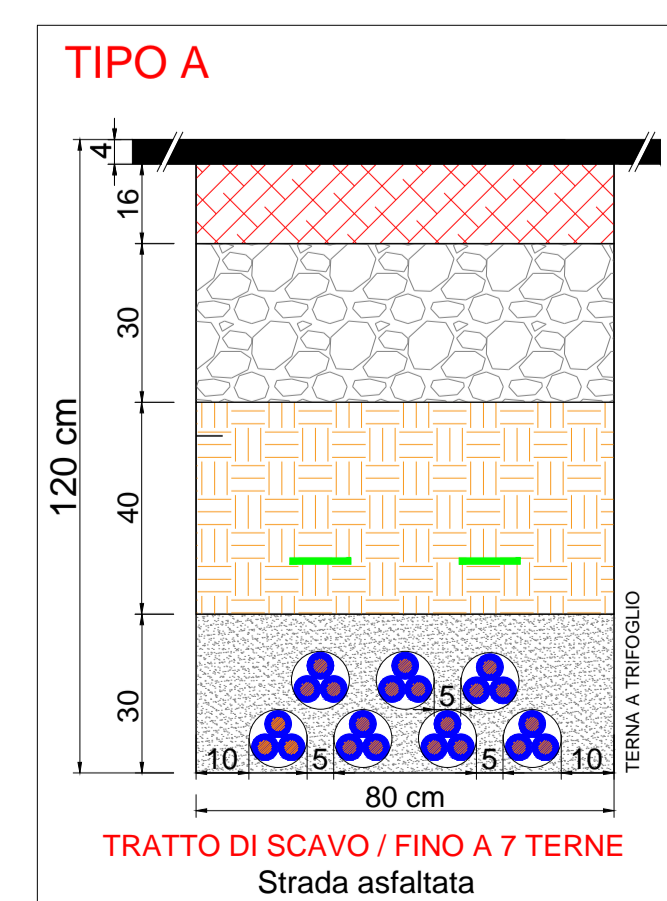 TIPO A
4
16
30
120 cm
40
30
TERNA A TRIFOGLIO
5
10
5
5
10
80 cm
TRATTO DI SCAVO / FINO A 7 TERNE
Strada asfaltata